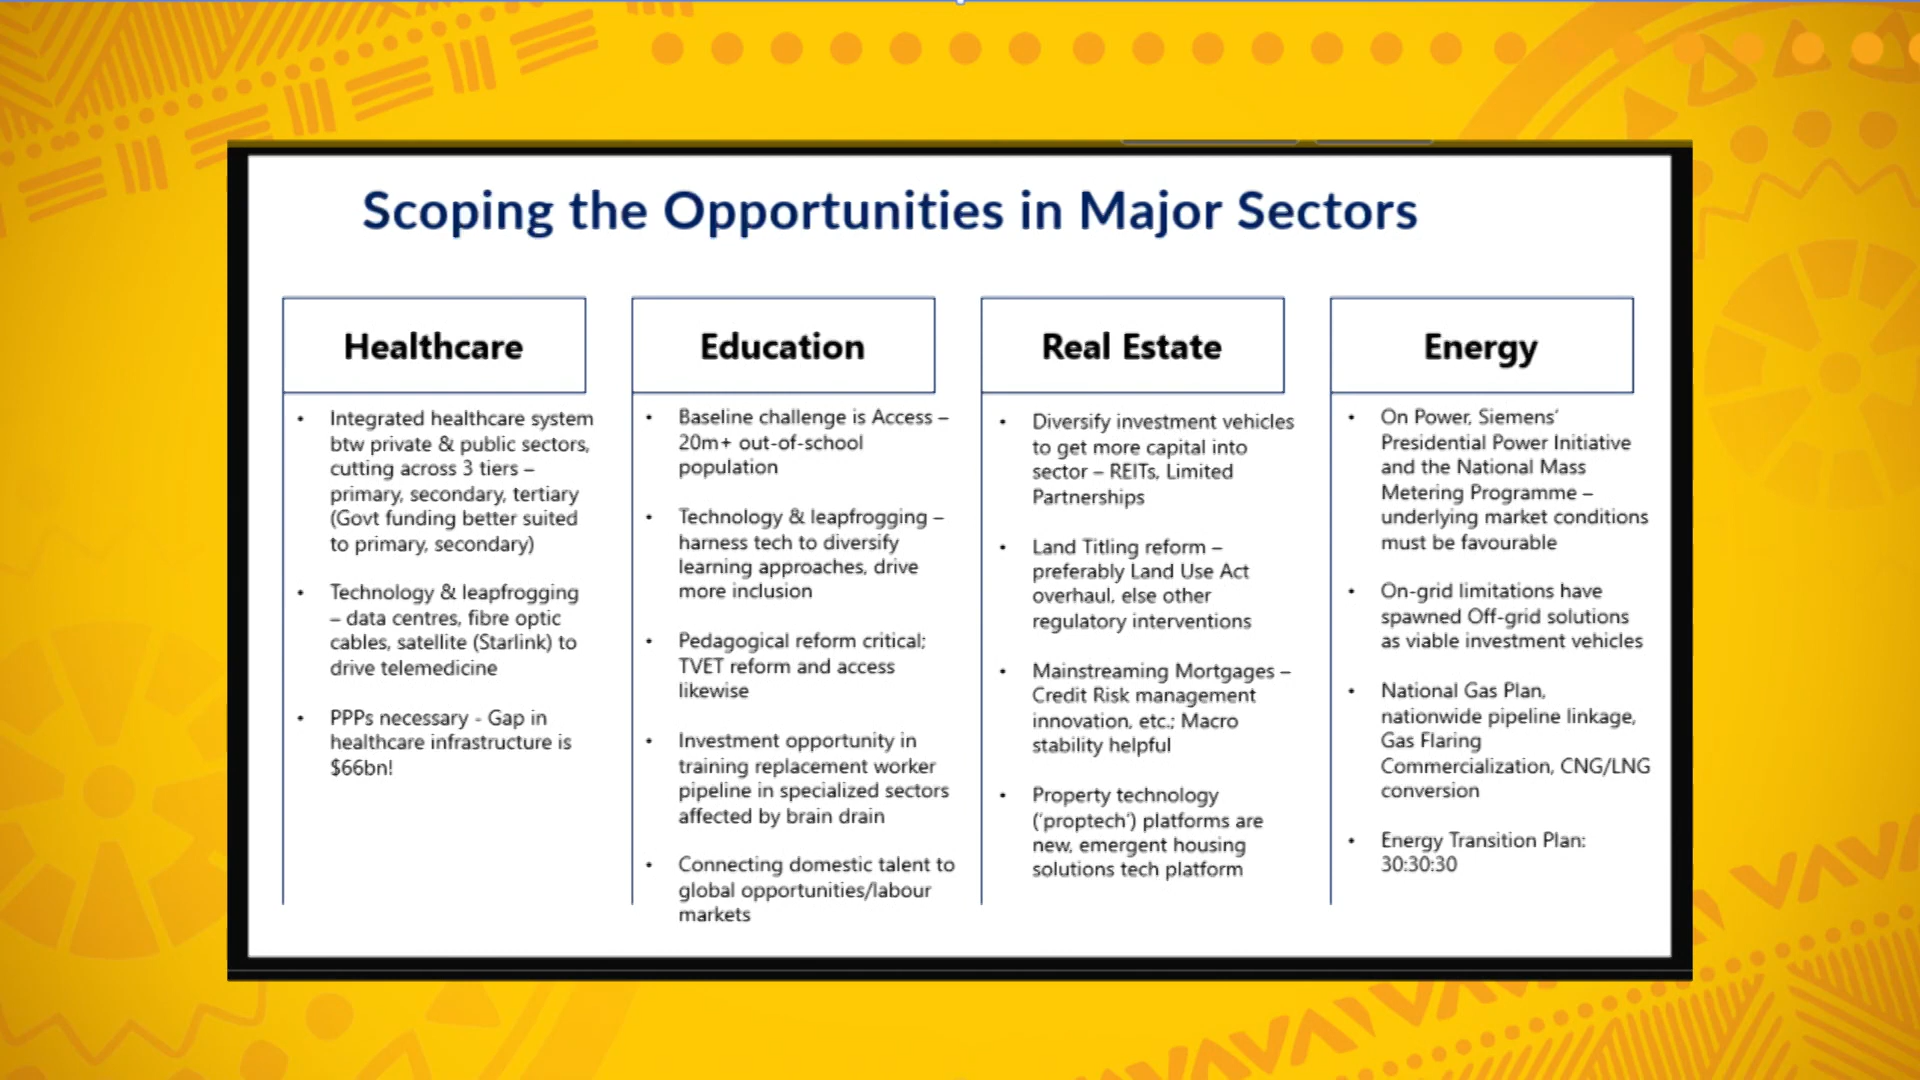 Scoping the Opportunities in Major Sectors
Healthcare
• Integrated healthcare system
btw private & public sectors,
cutting across 3 tiers –
primary, secondary, tertiary
(Govt funding better suited
to primary, secondary)
• Technology & leapfrogging
– data centres, fibre optic
cables, satellite (Starlink) to
drive telemedicine
• PPPs necessary - Gap in
healthcare infrastructure is
$66bn!
Education
• Baseline challenge is Access –
20m+ out-of-school
population
• Technology & leapfrogging –
harness tech to diversify
learning approaches, drive
more inclusion
• Pedagogical reform critical;
TVET reform and access
likewise
• Investment opportunity in
training replacement worker
pipeline in specialized sectors
affected by brain drain
• Connecting domestic talent to
global opportunities/labour
markets
Real Estate
• Diversify investment vehicles
to get more capital into
sector – REITs, Limited
Partnerships
• Land Titling reform –
preferably Land Use Act
overhaul, else other
regulatory interventions
• Mainstreaming Mortgages –
Credit Risk management
innovation, etc.; Macro
stability helpful
• Property technology
('proptech') platforms are
new, emergent housing
solutions tech platform
Energy
• On Power, Siemens'
Presidential Power Initiative
and the National Mass
Metering Programme –
underlying market conditions
must be favourable
• On-grid limitations have
spawned Off-grid solutions
as viable investment vehicles
• National Gas Plan,
nationwide pipeline linkage,
Gas Flaring
Commercialization, CNG/LNG
conversion
• Energy Transition Plan:
30:30:30